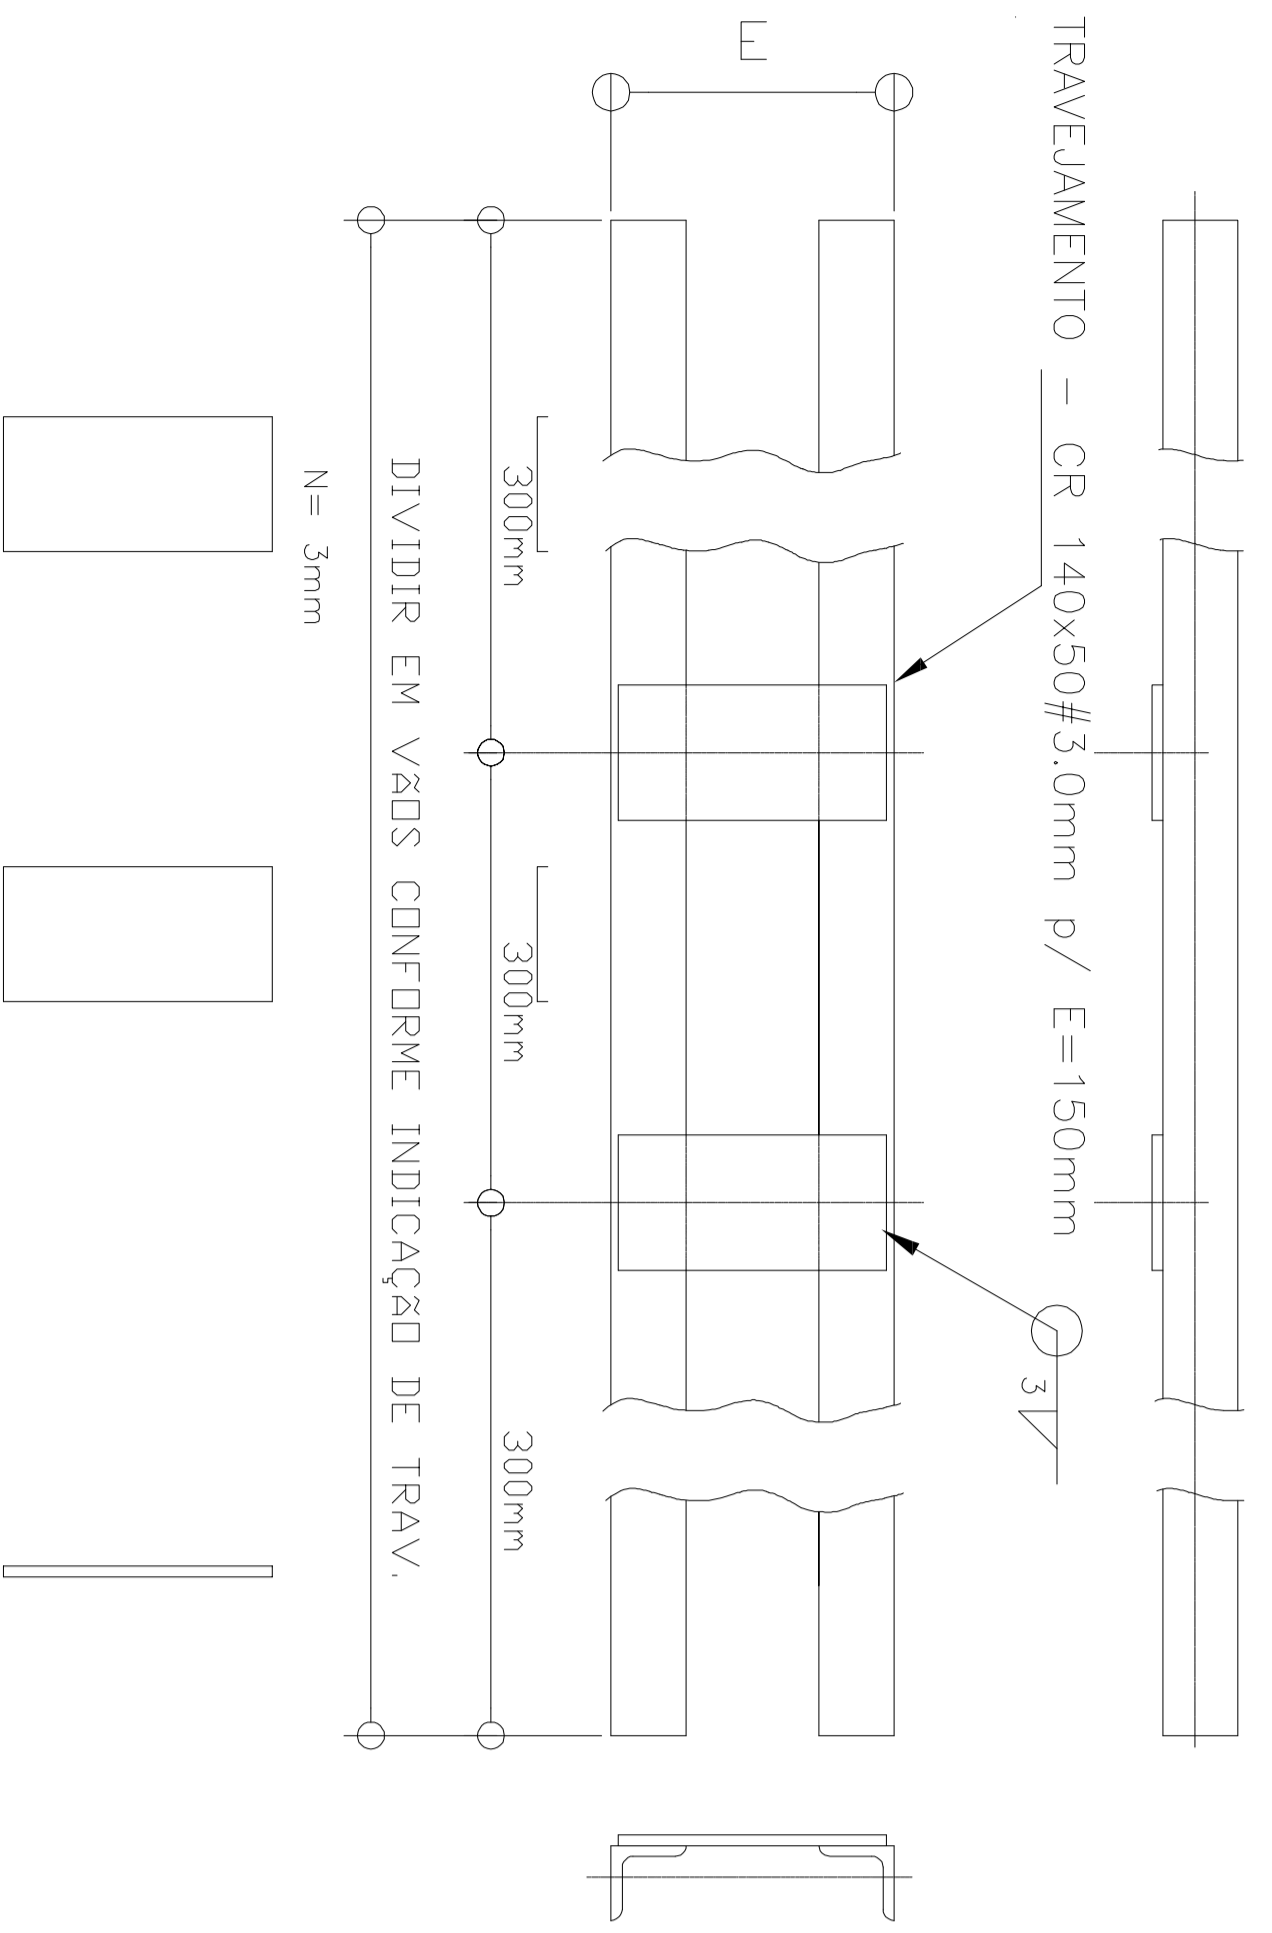 TRAVEJAMENTO - CR 140x50#3.0mm p/ E=150mm
3
E
300mm
300mm
300mm
DIVIDIR EM VÃOS CONFORME INDICAÇÃO DE TRAV.
N= 3mm